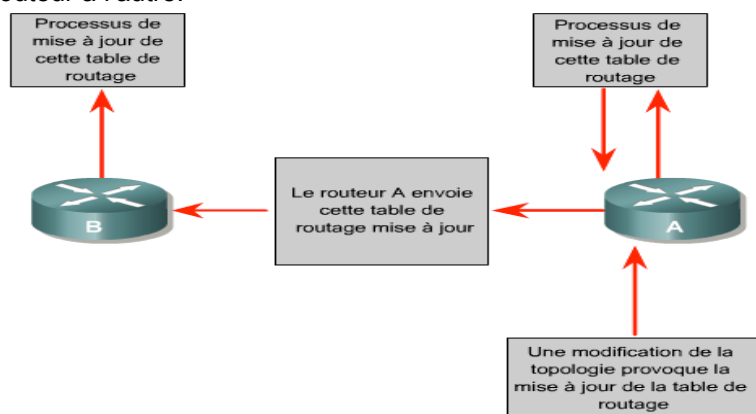 routeur à l'autre.
Processus de
mise à jour de
cette table de
routage
Processus de
mise à jour de
cette table de
routage
Le routeur A envoie
cette table de
routage mise à jour
B
A
Une modification de la
topologie provoque la
mise à jour de la table de
routage